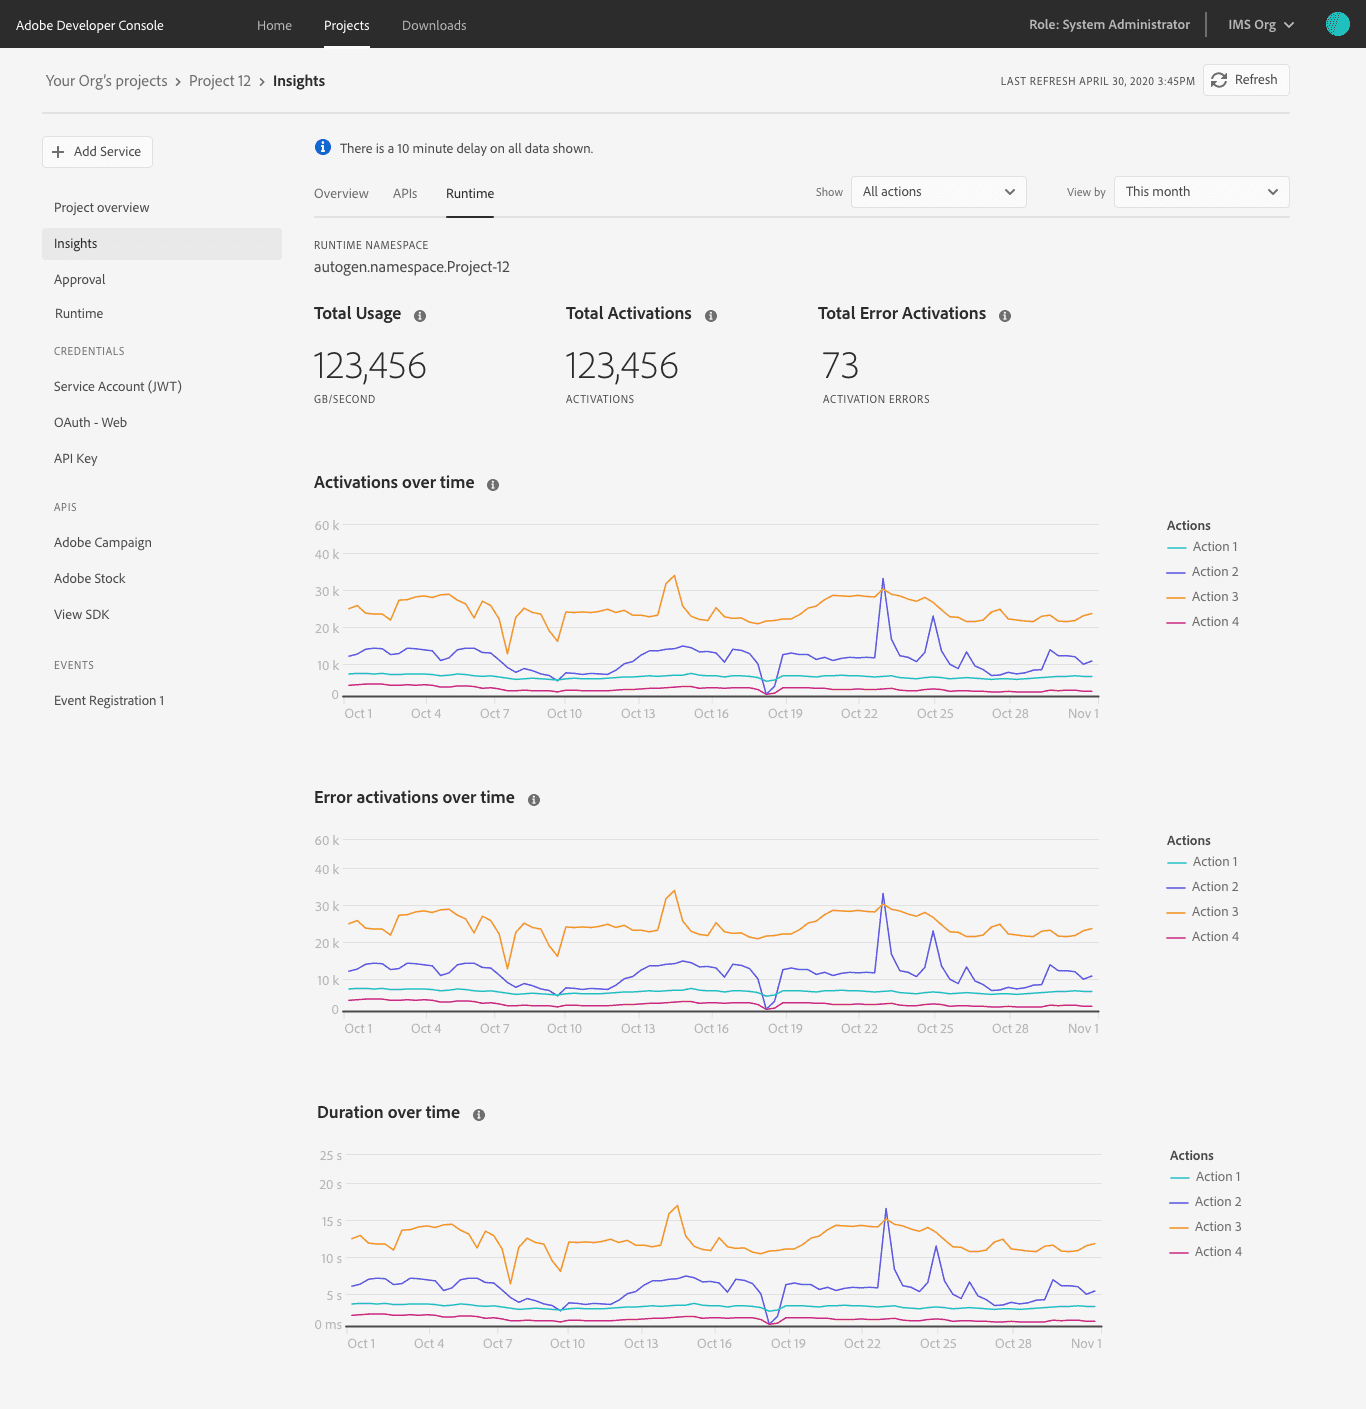 Adobe Developer Console
Home
Projects
Downloads
Role: System Administrator
IMS Org
Your Org's projects > Project 12 > Insights
LAST REFRESH APRIL 30, 2020 3:45PM
Refresh
Add Service
There is a 10 minute delay on all data shown.
Overview
APIs
Runtime
Show
All actions
View by
This month
Project overview
Insights
Approval
Runtime
CREDENTIALS
Service Account (JWT)
OAuth - Web
API Key
APIS
Adobe Campaign
Adobe Stock
View SDK
EVENTS
Event Registration 1
RUNTIME NAMESPACE
autogen.namespace.Project-12
Total Usage
123,456
GB/SECOND
Total Activations
123,456
ACTIVATIONS
Total Error Activations
73
ACTIVATION ERRORS
Activations over time
60 k
40 k
30 k
20 k
10 k
0
Oct 1
Oct 4
Oct 7
Oct 10
Oct 13
Oct 16
Oct 19
Oct 22
Oct 25
Oct 28
Nov 1
Actions
Action 1
Action 2
Action 3
Action 4
Error activations over time
60 k
40 k
30 k
20 k
10 k
0
Oct 1
Oct 4
Oct 7
Oct 10
Oct 13
Oct 16
Oct 19
Oct 22
Oct 25
Oct 28
Nov 1
Actions
Action 1
Action 2
Action 3
Action 4
Duration over time
25 s
20 s
15 s
10 s
5 s
0 ms
Oct 1
Oct 4
Oct 7
Oct 10
Oct 13
Oct 16
Oct 19
Oct 22
Oct 25
Oct 28
Nov 1
Actions
Action 1
Action 2
Action 3
Action 4